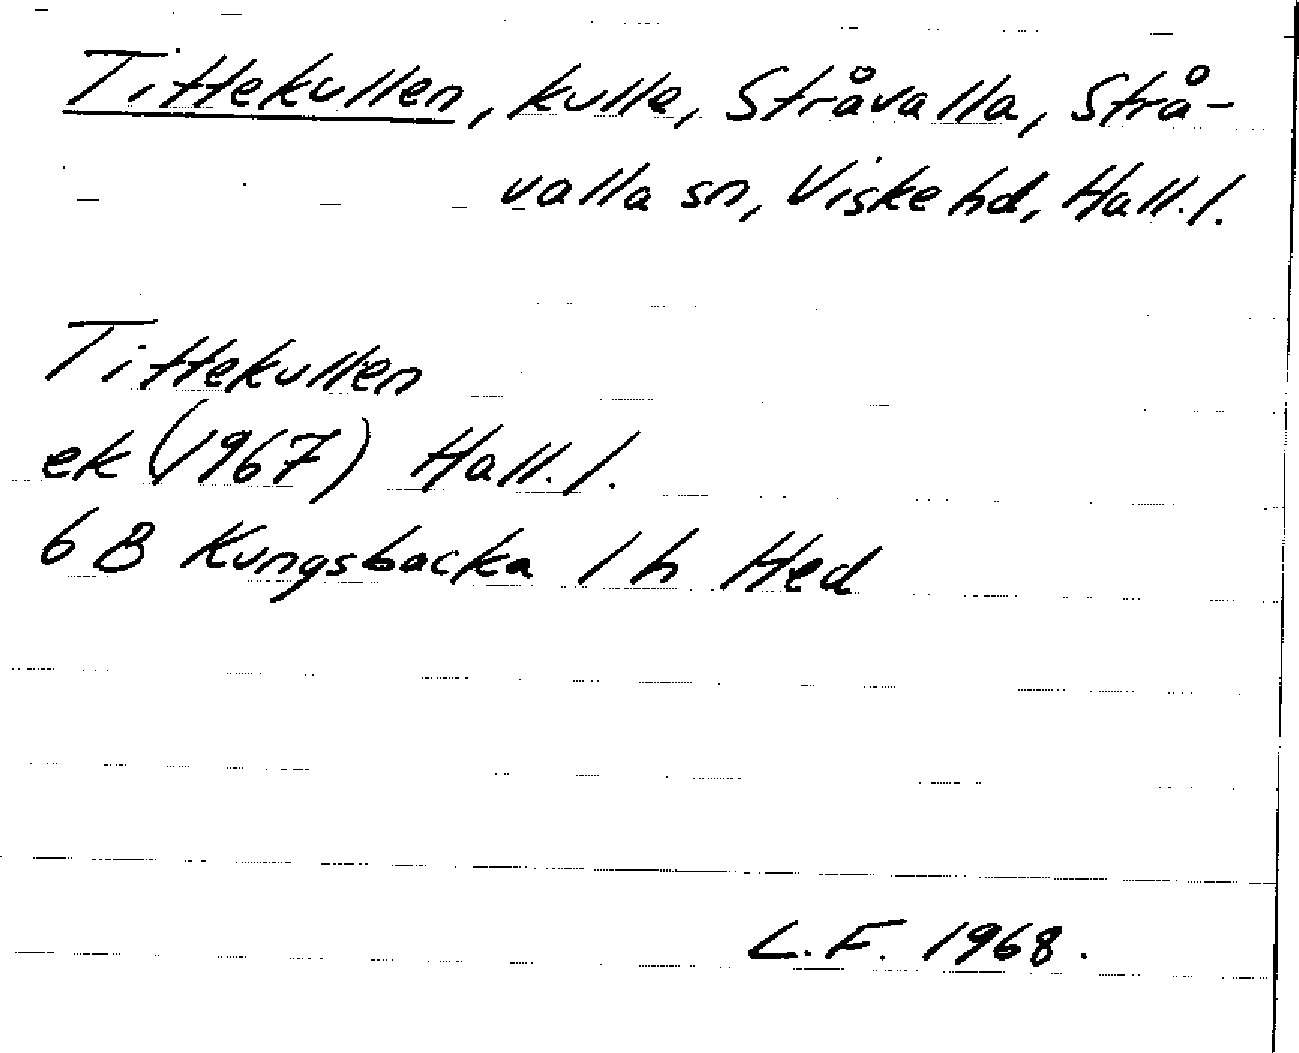 Tittekullen, kulle, Stråvalla, Strå-
valla sn, Viske hd, Hall. l.
Tittekullen
ek (1967) Hall. l.
6 B Kungsbacka 1 h Hed
L. F. 1968.